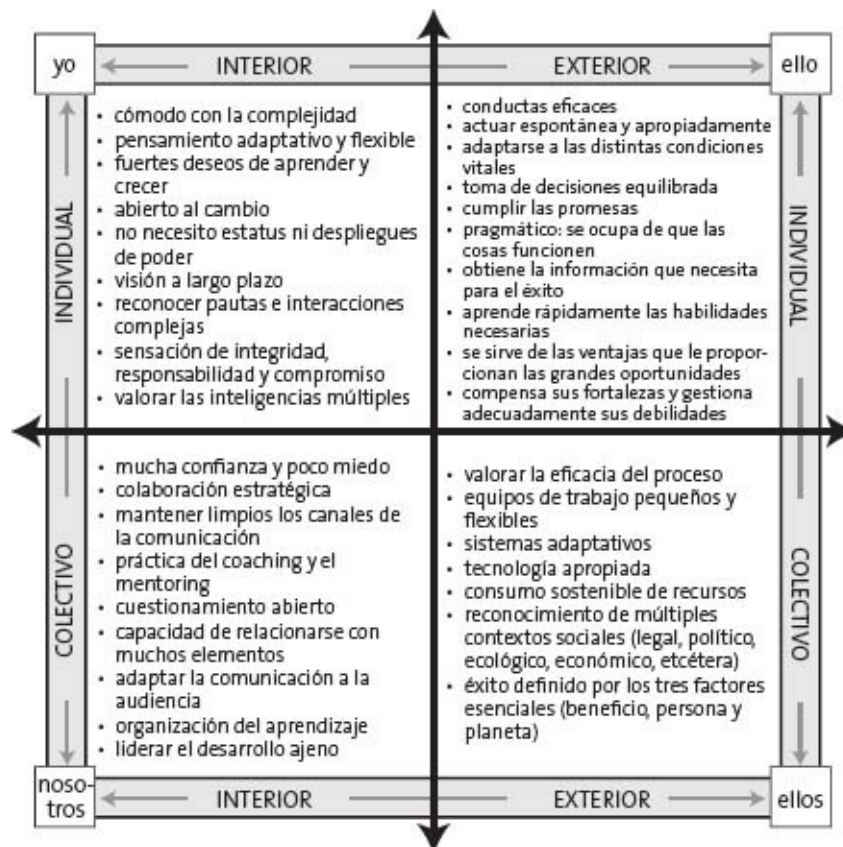 yo
INTERIOR
EXTERIOR
ello
INDIVIDUAL
• cómodo con la complejidad
• pensamiento adaptativo y flexible
• fuertes deseos de aprender y
crecer
• abierto al cambio
• no necesito estatus ni despliegues
de poder
• visión a largo plazo
• reconocer pautas e interacciones
complejas
• sensación de integridad,
responsabilidad y compromiso
• valorar las inteligencias múltiples
• conductas eficaces
• actuar espontánea y apropiadamente
• adaptarse a las distintas condiciones
vitales
• toma de decisiones equilibrada
• cumplir las promesas
• pragmático: se ocupa de que las
cosas funcionen
• obtiene la información que necesita
para el éxito
• aprende rápidamente las habilidades
necesarias
• se sirve de las ventajas que le propor-
cionan las grandes oportunidades
• compensa sus fortalezas y gestiona
adecuadamente sus debilidades
INDIVIDUAL
COLECTIVO
• mucha confianza y poco miedo
• colaboración estratégica
• mantener limpios los canales de
la comunicación
• práctica del coaching y el
mentoring
• cuestionamiento abierto
• capacidad de relacionarse con
muchos elementos
• adaptar la comunicación a la
audiencia
• organización del aprendizaje
• liderar el desarrollo ajeno
• valorar la eficacia del proceso
• equipos de trabajo pequeños y
flexibles
• sistemas adaptativos
• tecnología apropiada
• consumo sostenible de recursos
• reconocimiento de múltiples
contextos sociales (legal, político,
ecológico, económico, etcétera)
• éxito definido por los tres factores
esenciales (beneficio, persona y
planeta)
COLECTIVO
noso-
tros
INTERIOR
EXTERIOR
ellos